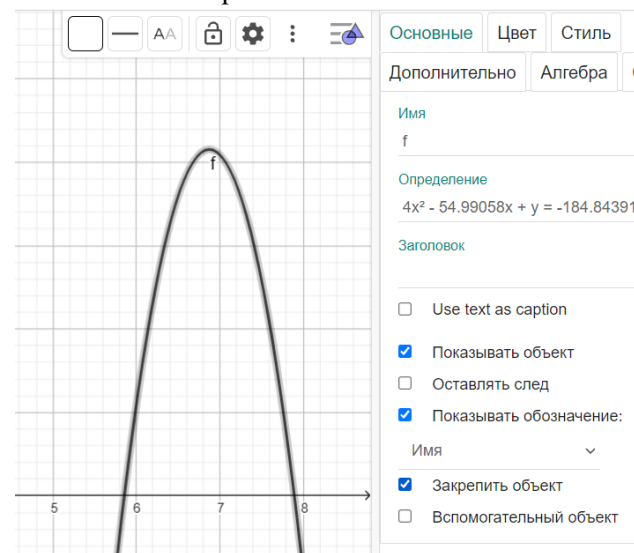 AA
Основные Цвет Стиль
Дополнительно Алгебра
Имя
f
Определение
4x² - 54.99058x + y = -184.84391
Заголовок
Use text as caption
Показывать объект
Оставлять след
Показывать обозначение:
Имя
Закрепить объект
Вспомогательный объект
f
5 6 7 8